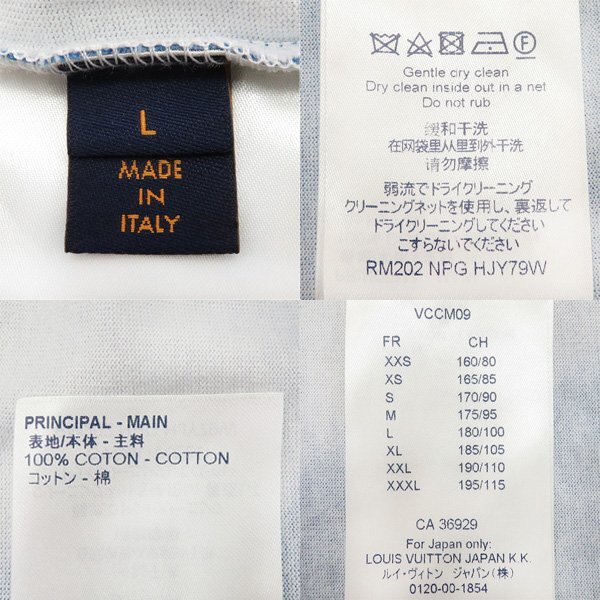 L
MADE
IN
ITALY
Gentle dry clean
Dry clean inside out in a net
Do not rub
缓和干洗
在网袋里从里到外干洗
请勿摩擦
弱流でドライクリーニング
クリーニングネットを使用し、裏返して
ドライクリーニングしてください
こすらないでください
RM202 NPG HJY79W
PRINCIPAL - MAIN
表地/本体 - 主料
100% COTON - COTTON
コットン - 棉
VCCM09
FR CH
XXS 160/80
XS 165/85
S 170/90
M 175/95
L 180/100
XL 185/105
XXL 190/110
XXXL 195/115
CA 36929
For Japan only:
LOUIS VUITTON JAPAN K.K.
ルイ・ヴィトン ジャパン(株)
0120-00-1854